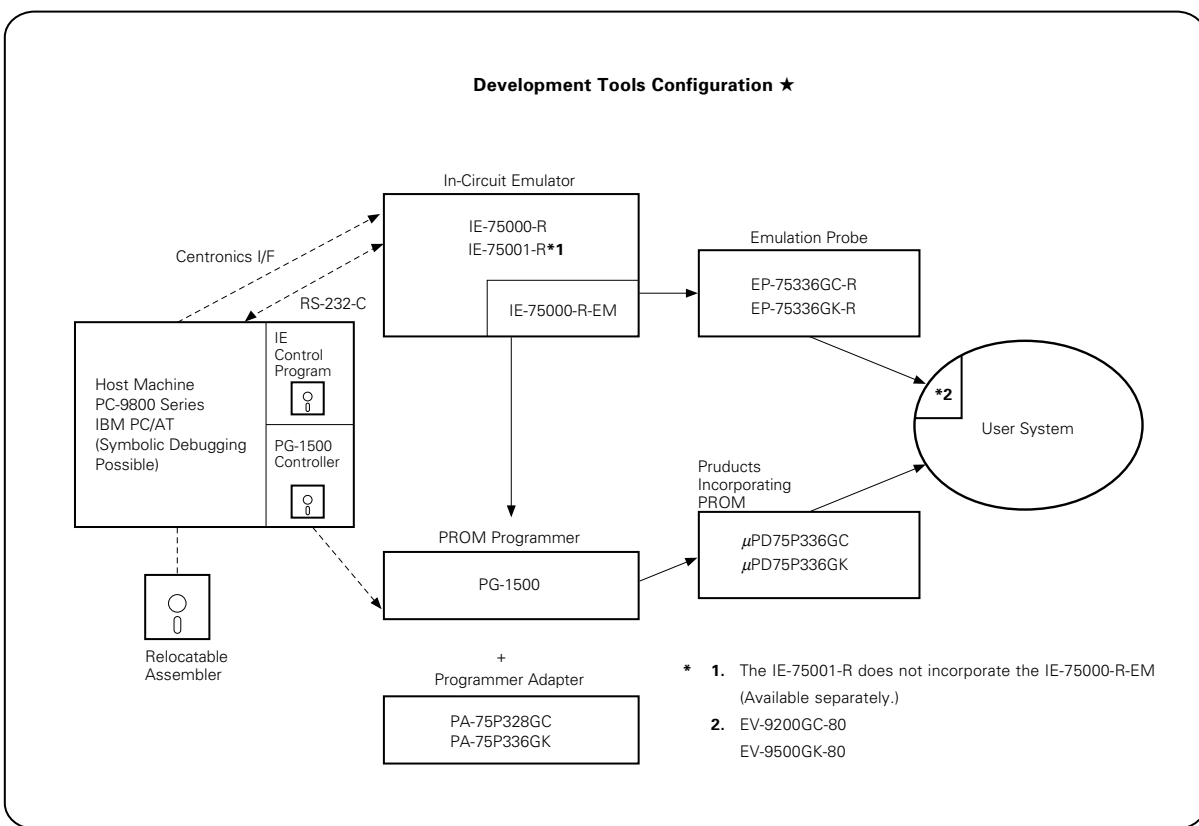 Development Tools Configuration ★
In-Circuit Emulator
IE-75000-R
IE-75001-R*1
IE-75000-R-EM
Centronics I/F
RS-232-C
Emulation Probe
EP-75336GC-R
EP-75336GK-R
Host Machine
PC-9800 Series
IBM PC/AT
(Symbolic Debugging
Possible)
IE
Control
Program
PG-1500
Controller
*2
User System
Pruducts
Incorporating
PROM
μPD75P336GC
μPD75P336GK
PROM Programmer
PG-1500
Relocatable
Assembler
+
Programmer Adapter
PA-75P328GC
PA-75P336GK
* 1. The IE-75001-R does not incorporate the IE-75000-R-EM
(Available separately.)
2. EV-9200GC-80
EV-9500GK-80